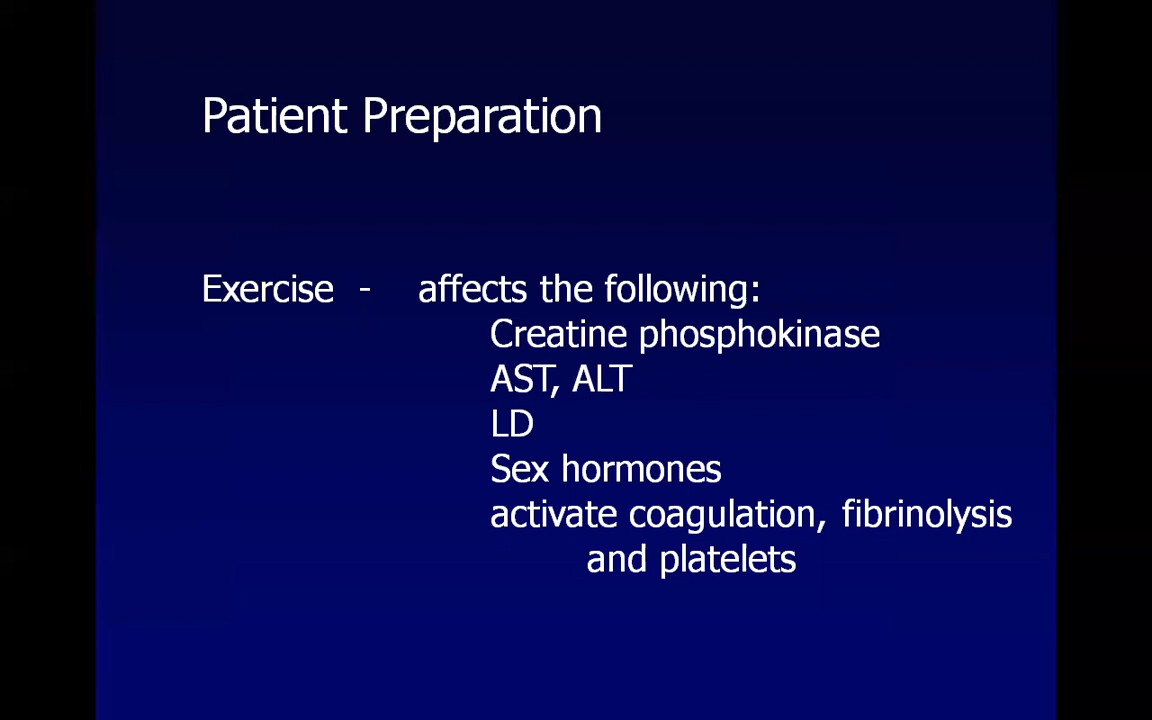 Patient Preparation
Exercise - affects the following:
Creatine phosphokinase
AST, ALT
LD
Sex hormones
activate coagulation, fibrinolysis
and platelets